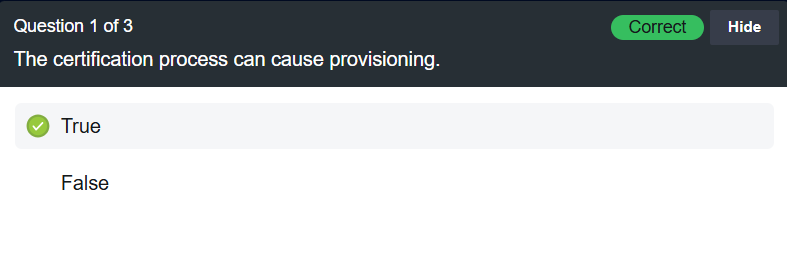 Question 1 of 3
Correct
Hide
The certification process can cause provisioning.
True
False